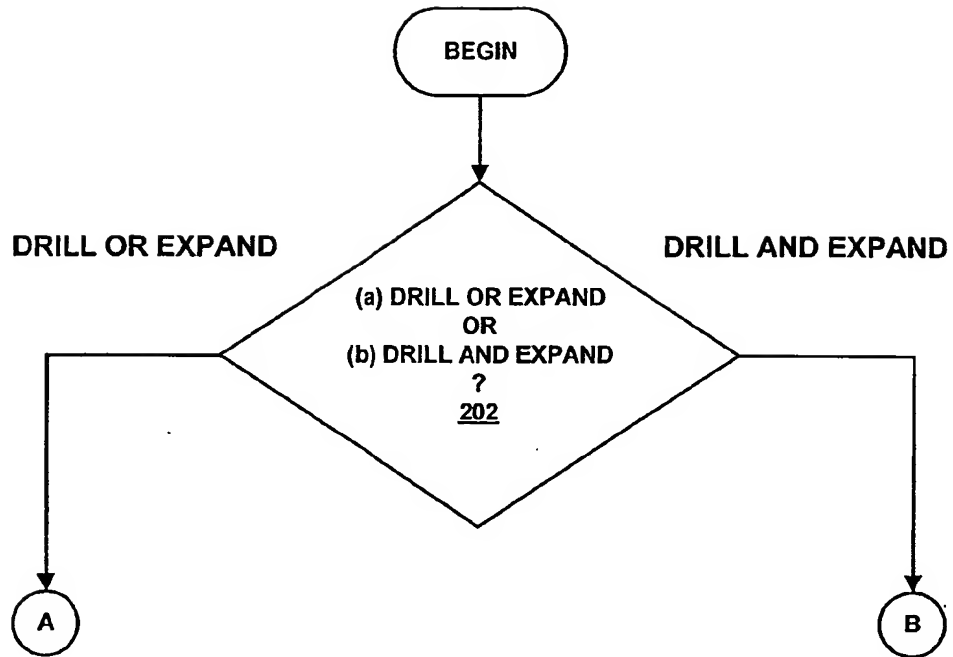 BEGIN
DRILL OR EXPAND
DRILL AND EXPAND
(a) DRILL OR EXPAND
OR
(b) DRILL AND EXPAND
?
202
A
B